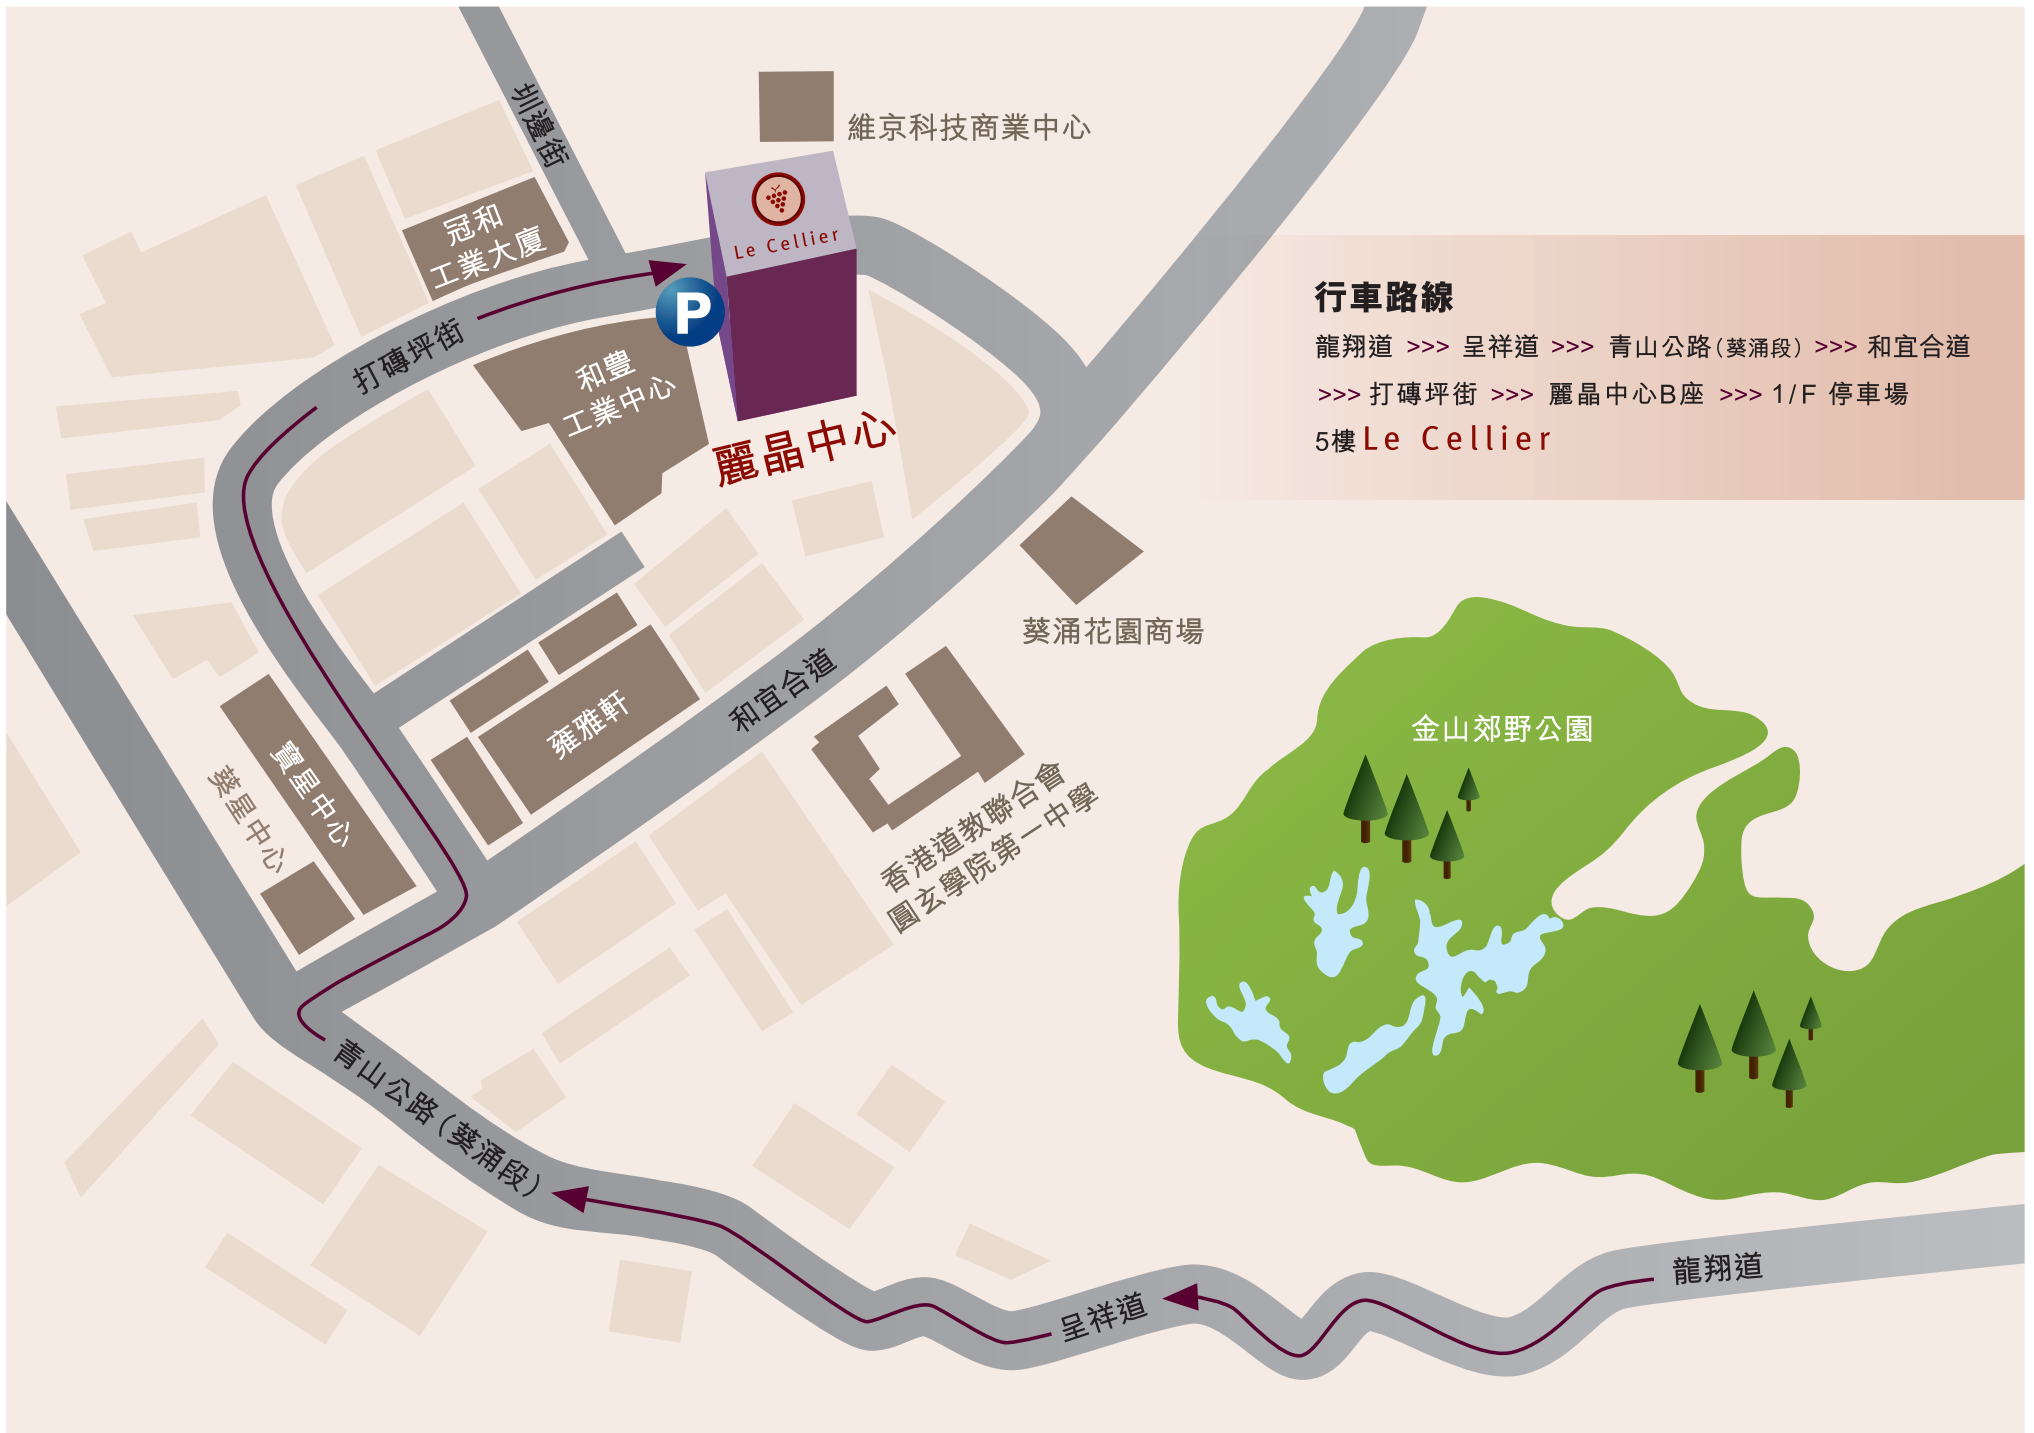 圳邊街
維京科技商業中心
冠和
工業大廈
Le Cellier
P
打磚坪街
和豐
工業中心
麗晶中心
行車路線
龍翔道 >>> 呈祥道 >>> 青山公路(葵涌段) >>> 和宜合道
>>> 打磚坪街 >>> 麗晶中心B座 >>> 1/F 停車場
5樓 Le Cellier
葵涌花園商場
和宜合道
雍雅軒
寶星中心
葵星中心
金山郊野公園
香港道教聯合會
圓玄學院第一中學
青山公路(葵涌段)
呈祥道
龍翔道